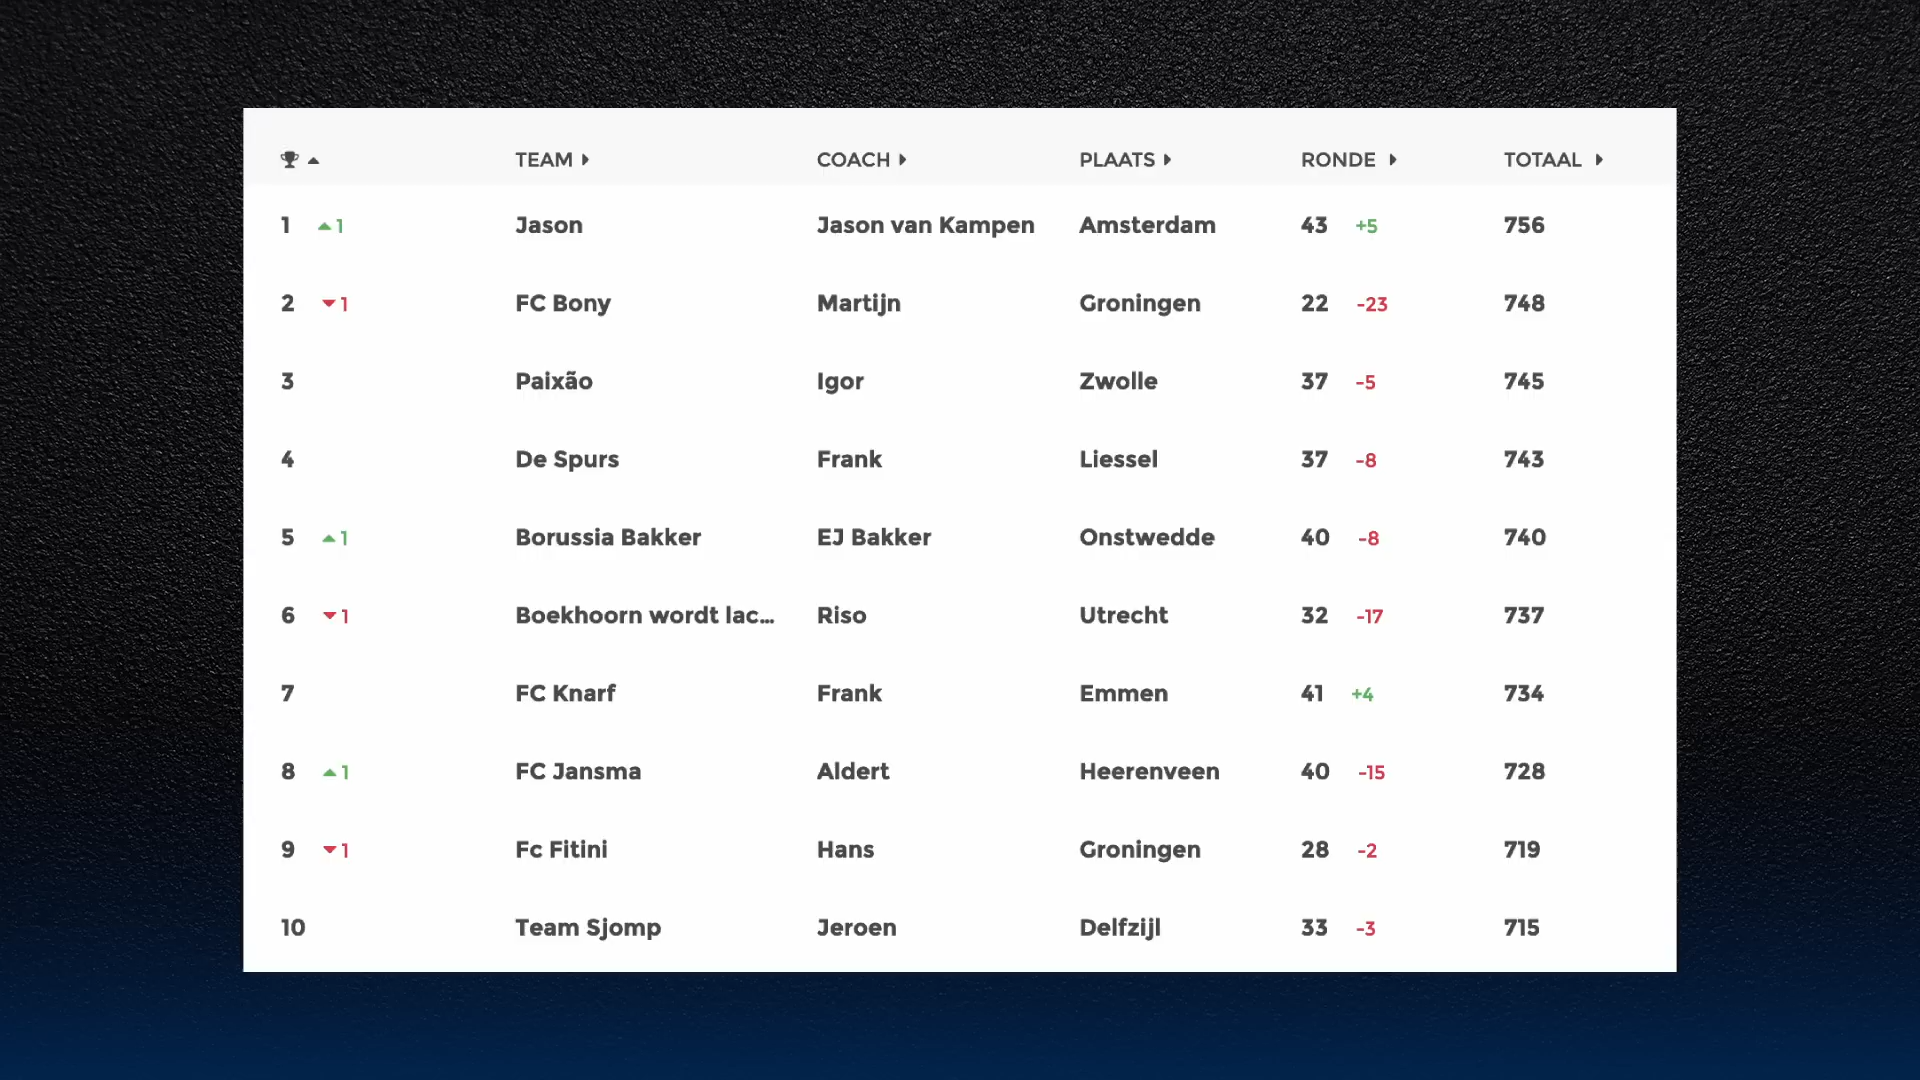 TEAM COACH PLAATS RONDE TOTAAL
1 1 Jason Jason van Kampen Amsterdam 43 +5 756
2 1 FC Bony Martijn Groningen 22 -23 748
3 Paixão Igor Zwolle 37 -5 745
4 De Spurs Frank Liessel 37 -8 743
5 1 Borussia Bakker EJ Bakker Onstwedde 40 -8 740
6 1 Boekhoorn wordt lac... Riso Utrecht 32 -17 737
7 FC Knarf Frank Emmen 41 +4 734
8 1 FC Jansma Aldert Heerenveen 40 -15 728
9 1 Fc Fitini Hans Groningen 28 -2 719
10 Team Sjomp Jeroen Delfzijl 33 -3 715